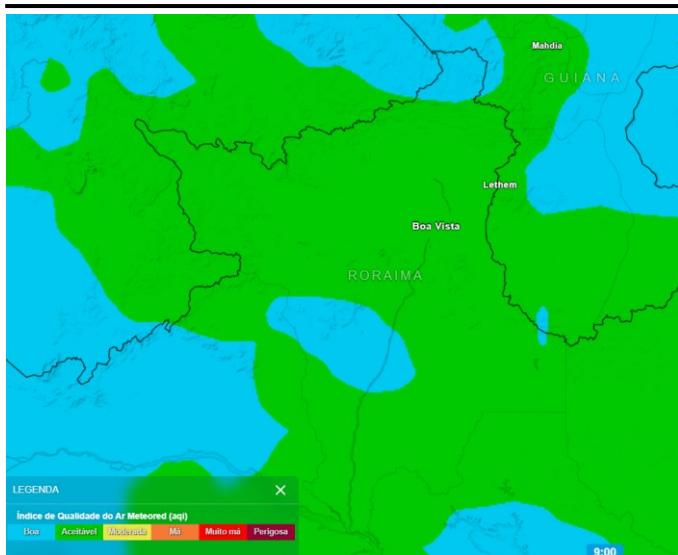 Mahdia
GUIANA
Lethem
Boa Vista
RORAIMA
LEGENDA
Índice de Qualidade do Ar Meteored (aqi)
Boa Aceitável Moderada Má Muito má Perigosa
9:00